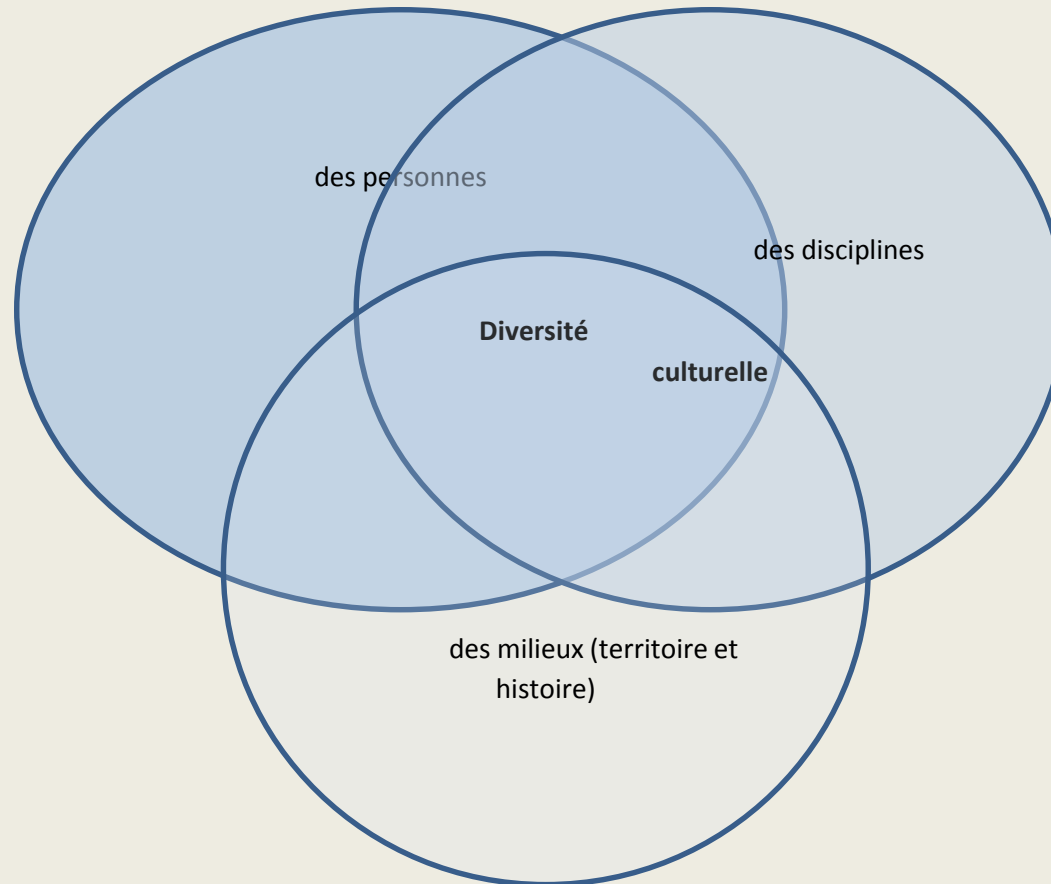 des personnes
des disciplines
Diversité
culturelle
des milieux (territoire et
histoire)